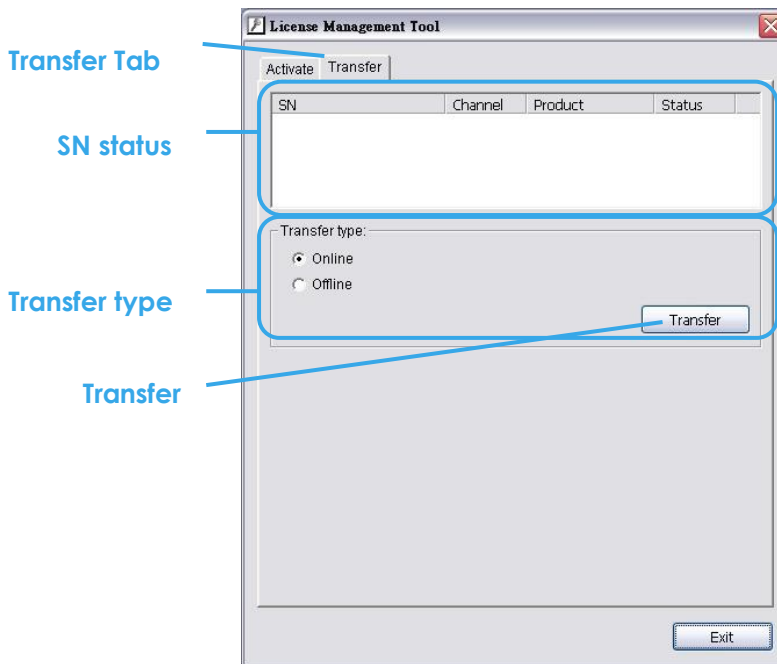 License Management Tool
Transfer Tab
Activate Transfer
SN Channel Product Status
SN status
Transfer type:
Online
Offline
Transfer type
Transfer
Transfer
Exit